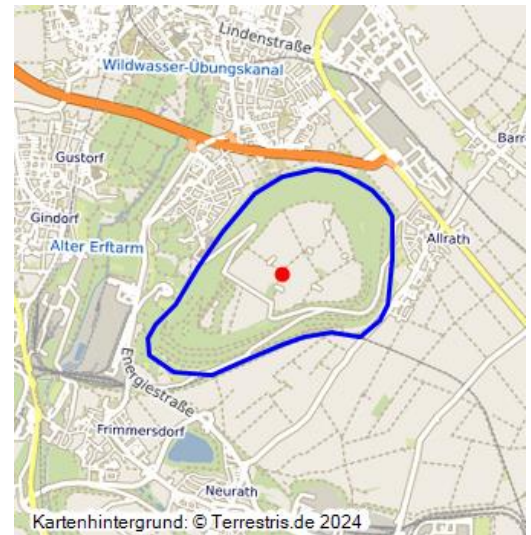 Lindenstraße
Wildwasser-Übungskanal
Gustorf
Barr
Gindorf
Alter Erftarm
Allrath
Energiestraße
Frimmersdorf
Neurath
Kartenhintergrund: © Terrestris.de 2024